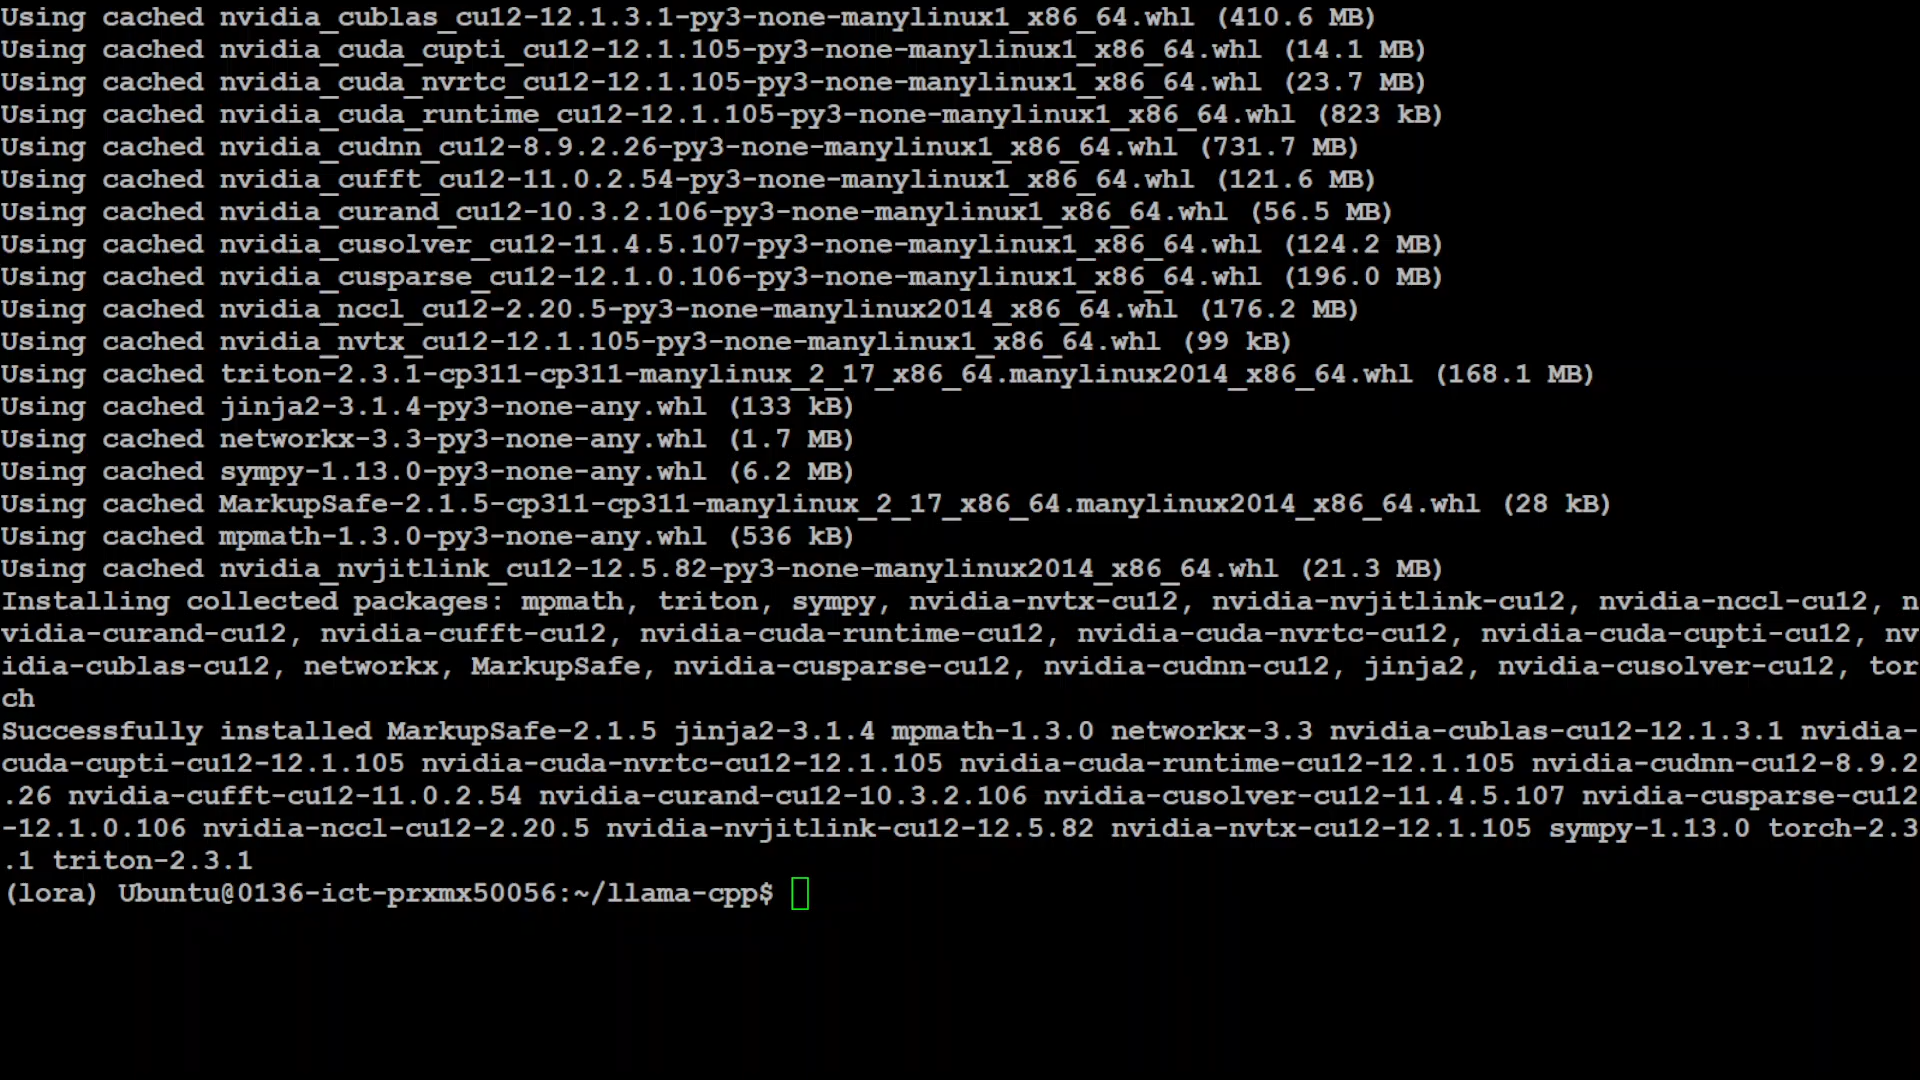 Using cached nvidia_cublas_cu12-12.1.3.1-py3-none-manylinux1_x86_64.whl (410.6 MB)
Using cached nvidia_cuda_cupti_cu12-12.1.105-py3-none-manylinux1_x86_64.whl (14.1 MB)
Using cached nvidia_cuda_nvrtc_cu12-12.1.105-py3-none-manylinux1_x86_64.whl (23.7 MB)
Using cached nvidia_cuda_runtime_cu12-12.1.105-py3-none-manylinux1_x86_64.whl (823 kB)
Using cached nvidia_cudnn_cu12-8.9.2.26-py3-none-manylinux1_x86_64.whl (731.7 MB)
Using cached nvidia_cufft_cu12-11.0.2.54-py3-none-manylinux1_x86_64.whl (121.6 MB)
Using cached nvidia_curand_cu12-10.3.2.106-py3-none-manylinux1_x86_64.whl (56.5 MB)
Using cached nvidia_cusolver_cu12-11.4.5.107-py3-none-manylinux1_x86_64.whl (124.2 MB)
Using cached nvidia_cusparse_cu12-12.1.0.106-py3-none-manylinux1_x86_64.whl (196.0 MB)
Using cached nvidia_nccl_cu12-2.20.5-py3-none-manylinux2014_x86_64.whl (176.2 MB)
Using cached nvidia_nvtx_cu12-12.1.105-py3-none-manylinux1_x86_64.whl (99 kB)
Using cached triton-2.3.1-cp311-cp311-manylinux_2_17_x86_64.manylinux2014_x86_64.whl (168.1 MB)
Using cached jinja2-3.1.4-py3-none-any.whl (133 kB)
Using cached networkx-3.3-py3-none-any.whl (1.7 MB)
Using cached sympy-1.13.0-py3-none-any.whl (6.2 MB)
Using cached MarkupSafe-2.1.5-cp311-cp311-manylinux_2_17_x86_64.manylinux2014_x86_64.whl (28 kB)
Using cached mpmath-1.3.0-py3-none-any.whl (536 kB)
Using cached nvidia_nvjitlink_cu12-12.5.82-py3-none-manylinux2014_x86_64.whl (21.3 MB)
Installing collected packages: mpmath, triton, sympy, nvidia-nvtx-cu12, nvidia-nvjitlink-cu12, nvidia-nccl-cu12, n
vidia-curand-cu12, nvidia-cufft-cu12, nvidia-cuda-runtime-cu12, nvidia-cuda-nvrtc-cu12, nvidia-cuda-cupti-cu12, nv
idia-cublas-cu12, networkx, MarkupSafe, nvidia-cusparse-cu12, nvidia-cudnn-cu12, jinja2, nvidia-cusolver-cu12, tor
ch
Successfully installed MarkupSafe-2.1.5 jinja2-3.1.4 mpmath-1.3.0 networkx-3.3 nvidia-cublas-cu12-12.1.3.1 nvidia-
cuda-cupti-cu12-12.1.105 nvidia-cuda-nvrtc-cu12-12.1.105 nvidia-cuda-runtime-cu12-12.1.105 nvidia-cudnn-cu12-8.9.2
.26 nvidia-cufft-cu12-11.0.2.54 nvidia-curand-cu12-10.3.2.106 nvidia-cusolver-cu12-11.4.5.107 nvidia-cusparse-cu12
-12.1.0.106 nvidia-nccl-cu12-2.20.5 nvidia-nvjitlink-cu12-12.5.82 nvidia-nvtx-cu12-12.1.105 sympy-1.13.0 torch-2.3
.1 triton-2.3.1
(lora) Ubuntu@0136-ict-prxmx50056:~/llama-cpp$